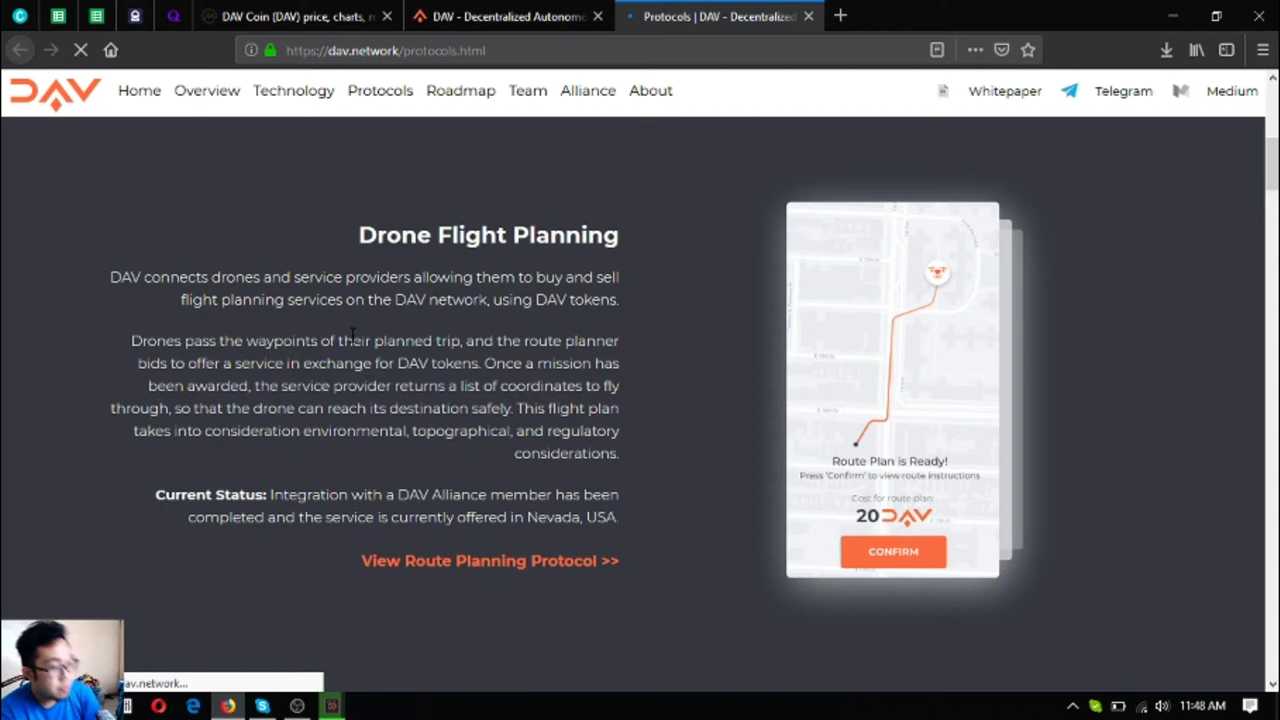 DAV Coin (DAV) price, charts, m
DAV - Decentralized Autonomo
Protocols | DAV - Decentralized
https://dav.network/protocols.html
DAV
Home Overview Technology Protocols Roadmap Team Alliance About
Whitepaper Telegram Medium
Drone Flight Planning
DAV connects drones and service providers allowing them to buy and sell
flight planning services on the DAV network, using DAV tokens.
Drones pass the waypoints of their planned trip, and the route planner
bids to offer a service in exchange for DAV tokens. Once a mission has
been awarded, the service provider returns a list of coordinates to fly
through, so that the drone can reach its destination safely. This flight plan
takes into consideration environmental, topographical, and regulatory
considerations.
Current Status: Integration with a DAV Alliance member has been
completed and the service is currently offered in Nevada, USA.
View Route Planning Protocol >>
Route Plan is Ready!
Press 'Confirm' to view route instructions
Cost for route plan:
20 DAV
CONFIRM
av.network...
11:48 AM